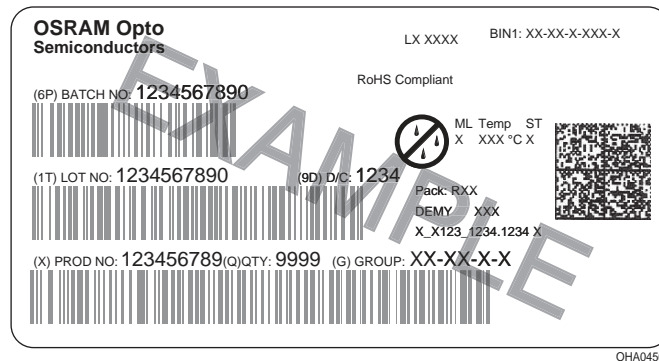 OSRAM Opto
Semiconductors
LX XXXX
BIN1: XX-XX-X-XXX-X
RoHS Compliant
(6P) BATCH NO: 1234567890
ML Temp ST
X XXX °C X
(1T) LOT NO: 1234567890
(9D) D/C: 1234
Pack: RXX
DEMY XXX
X_X123_1234.1234 X
(X) PROD NO: 123456789
(Q)QTY: 9999
(G) GROUP: XX-XX-X-X
EXAMPLE